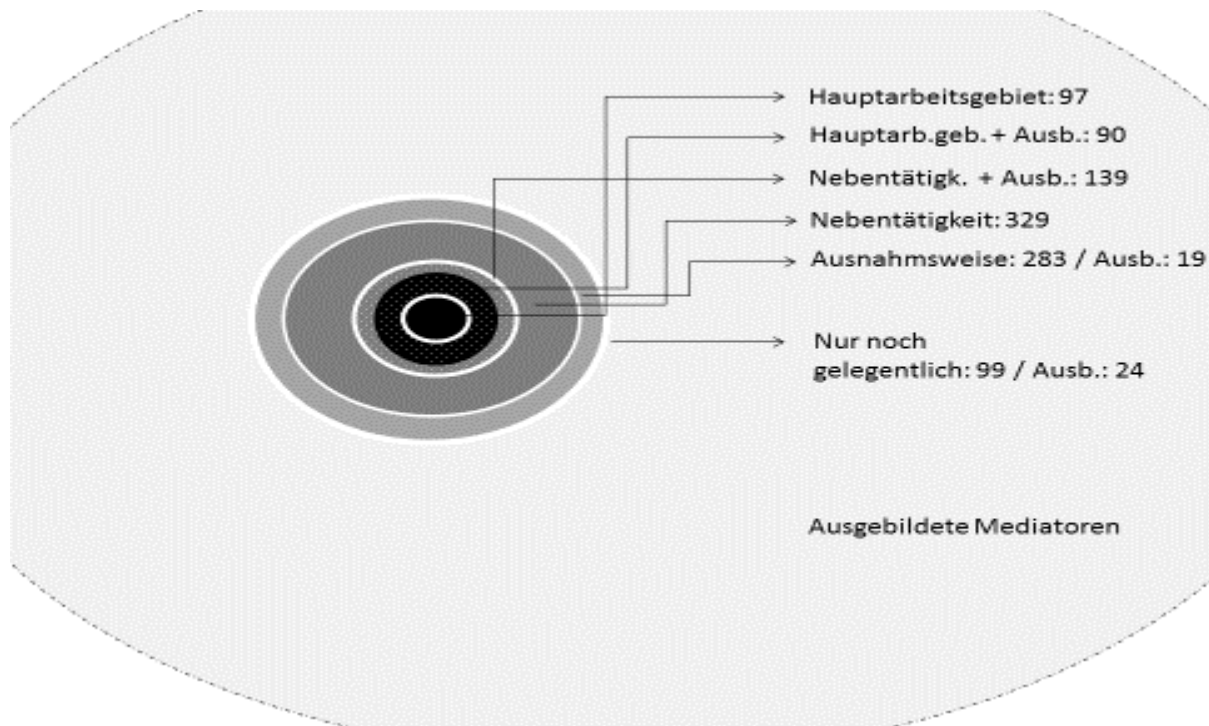 Hauptarbeitsgebiet: 97
Hauptarb.geb. + Ausb.: 90
Nebentätigk. + Ausb.: 139
Nebentätigkeit: 329
Ausnahmsweise: 283 / Ausb.: 19
Nur noch
gelegentlich: 99 / Ausb.: 24
Ausgebildete Mediatoren